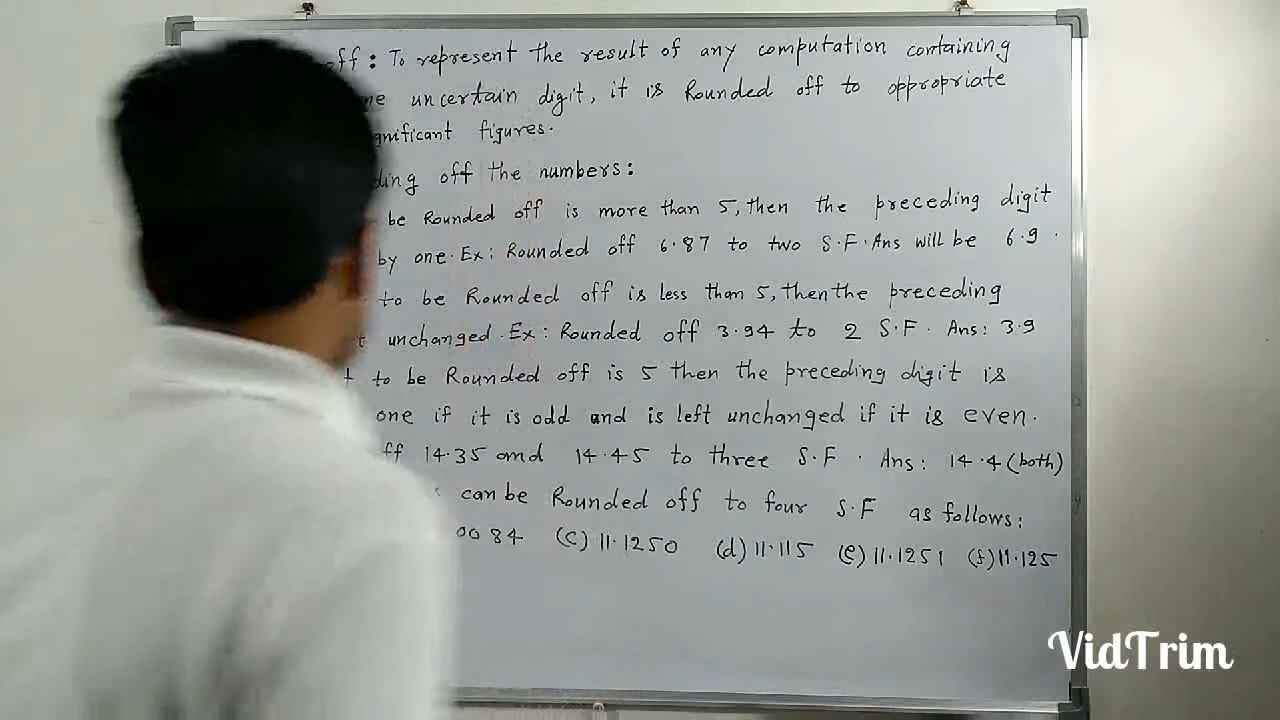 off : To represent the result of any computation containing
uncertain digit, it is Rounded off to appropriate
figures.
off the numbers:
be Rounded off is more than 5, then the preceding digit
by one. Ex: Rounded off 6.87 to two S.F. Ans will be 6.9.
to be Rounded off is less than 5, then the preceding
unchanged. Ex: Rounded off 3.94 to 2 S.F. Ans: 3.9
to be Rounded off is 5 then the preceding digit is
one if it is odd and is left unchanged if it is even.
14.35 and 14.45 to three S.F. Ans: 14.4 (both)
can be Rounded off to four S.F as follows:
0084 (c) 11.1250 (d) 11.115 (e) 11.1251 (f) 11.125
VidTrim